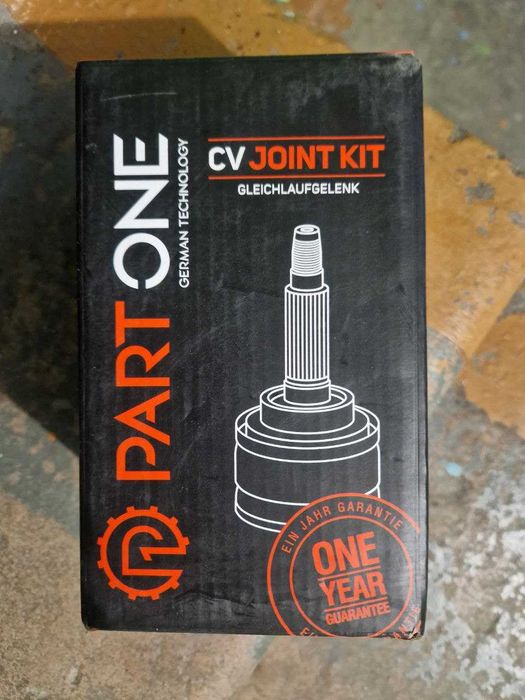 CV JOINT KIT
GLEICHLAUFGELENK
PART ONE
GERMAN TECHNOLOGY
EIN JAHR GARANTIE
ONE
YEAR
GUARANTEE